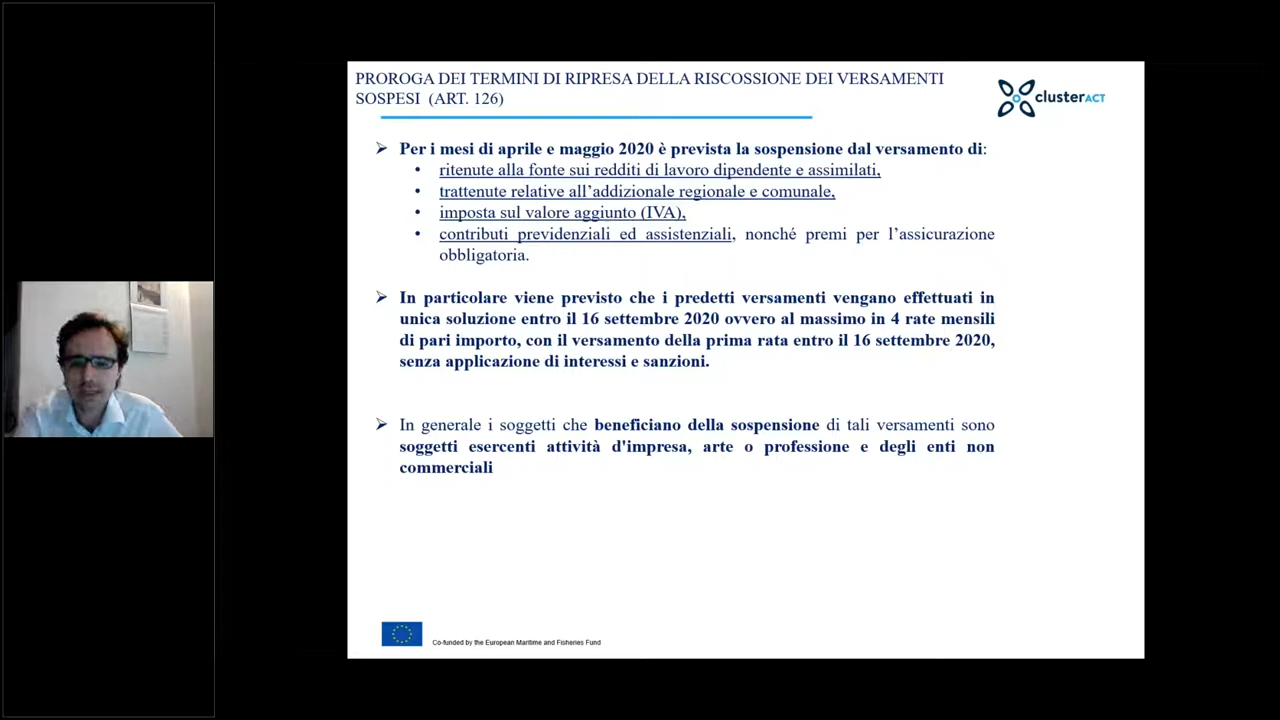 PROROGA DEI TERMINI DI RIPRESA DELLA RISCOSSIONE DEI VERSAMENTI
SOSPESI (ART. 126)
clusterACT
➢ Per i mesi di aprile e maggio 2020 è prevista la sospensione dal versamento di:
• ritenute alla fonte sui redditi di lavoro dipendente e assimilati,
• trattenute relative all’addizionale regionale e comunale,
• imposta sul valore aggiunto (IVA),
• contributi previdenziali ed assistenziali, nonché premi per l’assicurazione
obbligatoria.
➢ In particolare viene previsto che i predetti versamenti vengano effettuati in
unica soluzione entro il 16 settembre 2020 ovvero al massimo in 4 rate mensili
di pari importo, con il versamento della prima rata entro il 16 settembre 2020,
senza applicazione di interessi e sanzioni.
➢ In generale i soggetti che beneficiano della sospensione di tali versamenti sono
soggetti esercenti attività d'impresa, arte o professione e degli enti non
commerciali
Co-funded by the European Maritime and Fisheries Fund